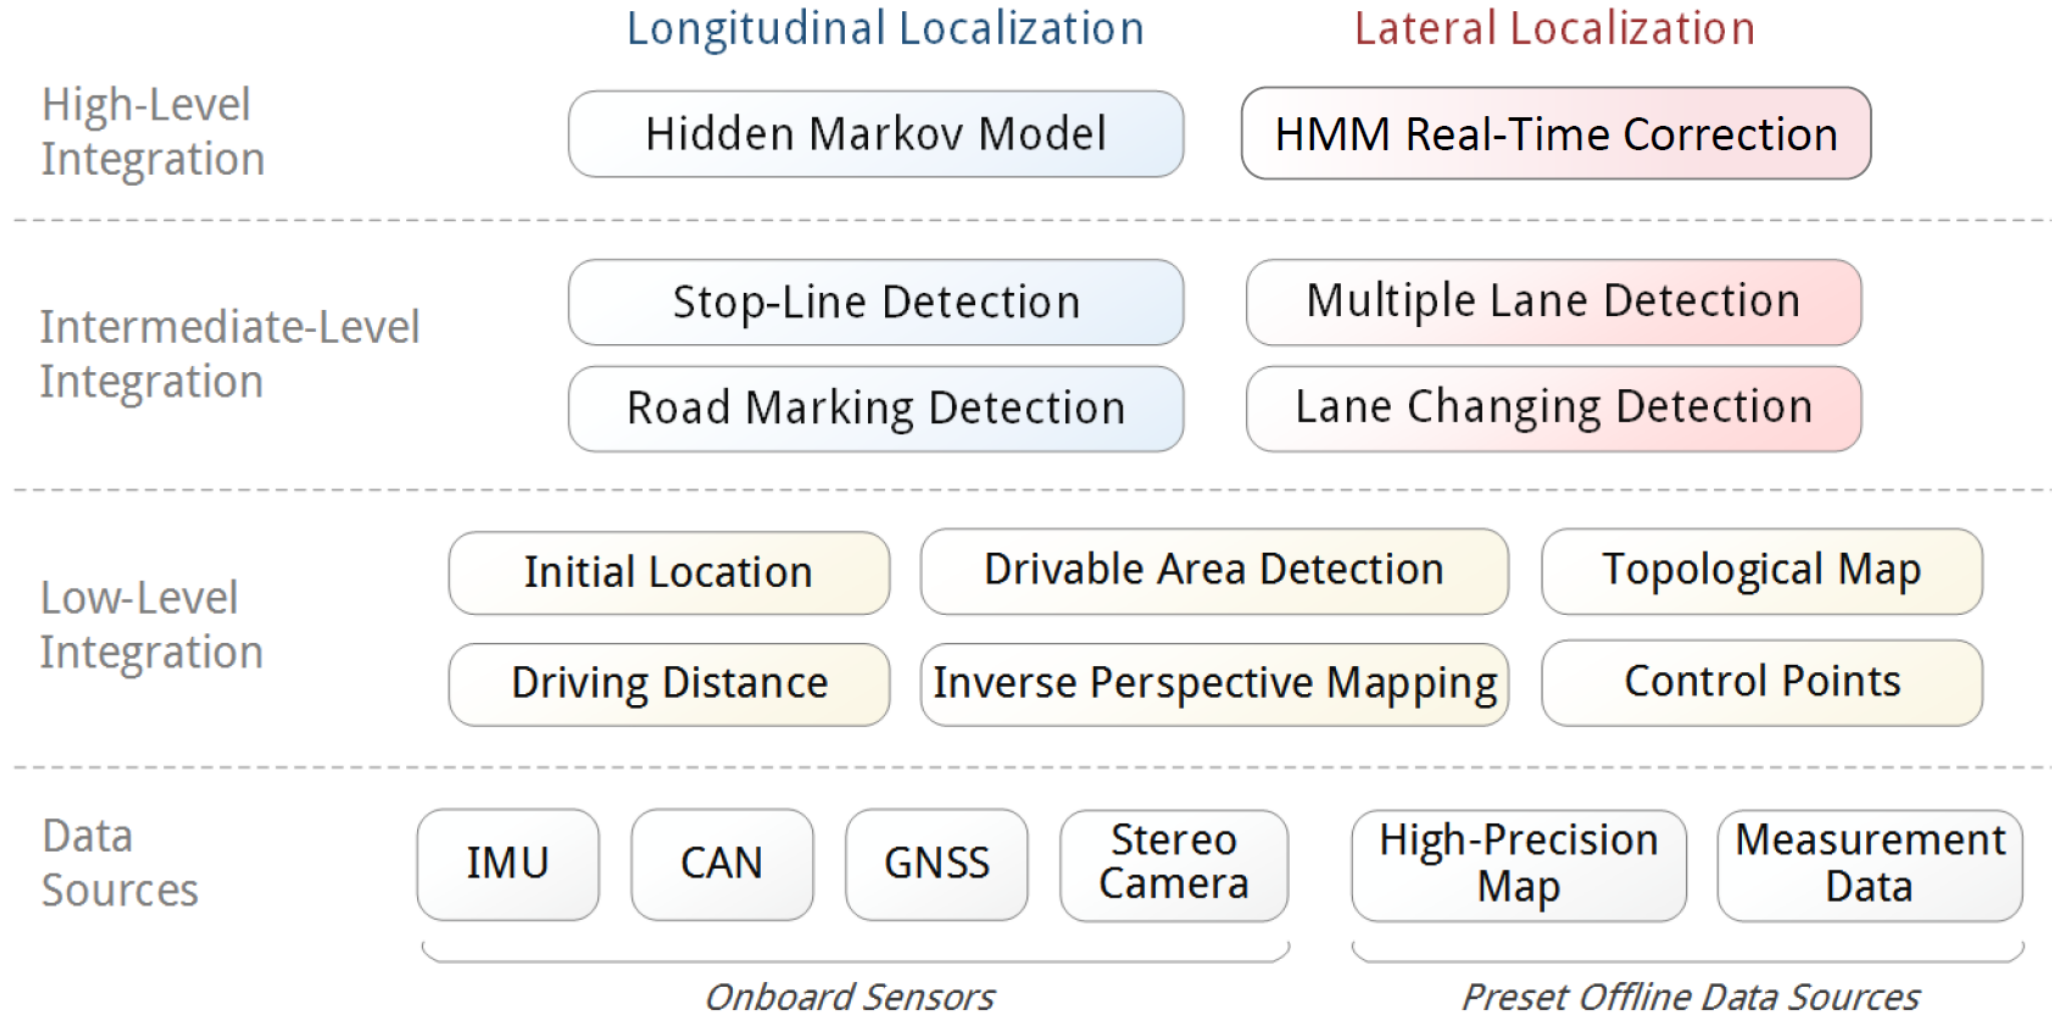 Longitudinal Localization
Lateral Localization
High-Level
Integration
Hidden Markov Model
HMM Real-Time Correction
Intermediate-Level
Integration
Stop-Line Detection
Multiple Lane Detection
Road Marking Detection
Lane Changing Detection
Low-Level
Integration
Initial Location
Drivable Area Detection
Topological Map
Driving Distance
Inverse Perspective Mapping
Control Points
Data
Sources
IMU
CAN
GNSS
Stereo
Camera
High-Precision
Map
Measurement
Data
Onboard Sensors
Preset Offline Data Sources